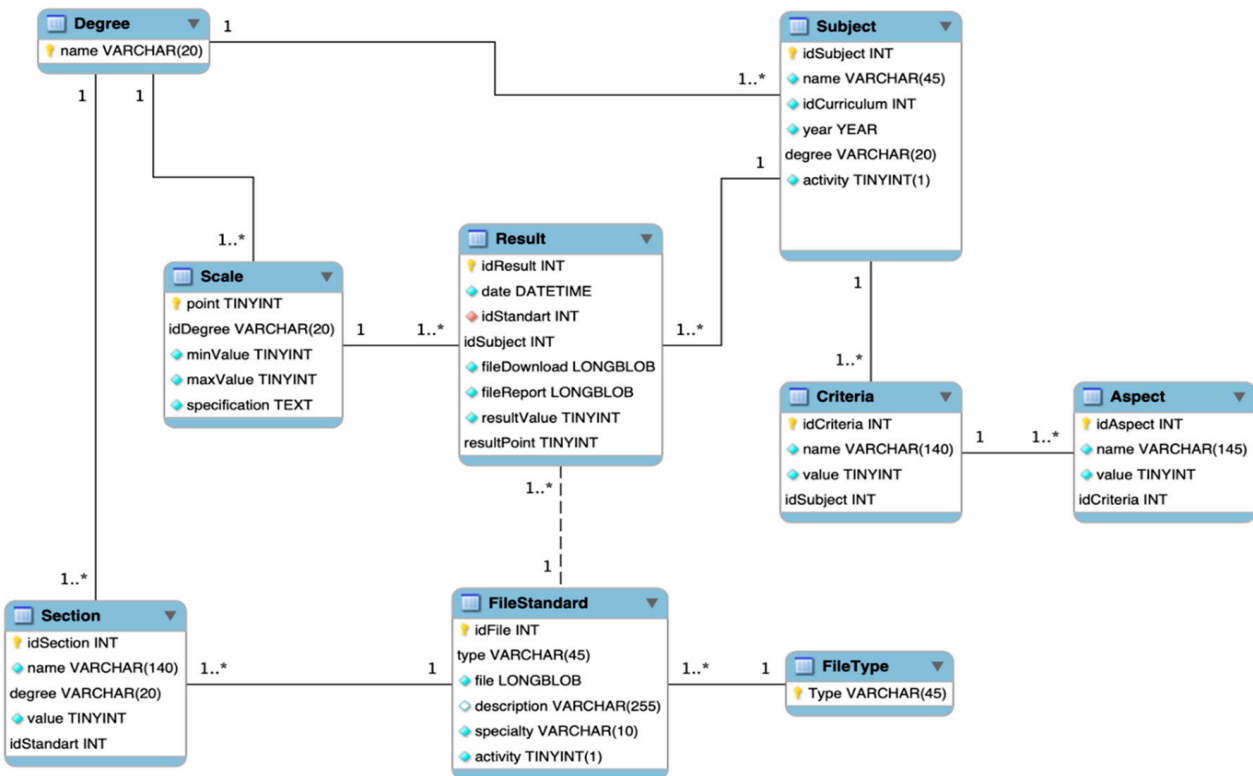 Degree
name VARCHAR(20)
1
1
1
1..*
Subject
idSubject INT
name VARCHAR(45)
idCurriculum INT
year YEAR
degree VARCHAR(20)
activity TINYINT(1)
1
1
1..*
Scale
point TINYINT
idDegree VARCHAR(20)
minValue TINYINT
maxValue TINYINT
specification TEXT
1
1..*
Result
idResult INT
date DATETIME
idStandart INT
idSubject INT
fileDownload LONGBLOB
fileReport LONGBLOB
resultValue TINYINT
resultPoint TINYINT
1..*
1..*
1
1..*
Criteria
idCriteria INT
name VARCHAR(140)
value TINYINT
idSubject INT
1
1..*
Aspect
idAspect INT
name VARCHAR(145)
value TINYINT
idCriteria INT
1..*
Section
idSection INT
name VARCHAR(140)
degree VARCHAR(20)
value TINYINT
idStandart INT
1..*
1
FileStandard
idFile INT
type VARCHAR(45)
file LONGBLOB
description VARCHAR(255)
specialty VARCHAR(10)
activity TINYINT(1)
1..*
1
FileType
Type VARCHAR(45)